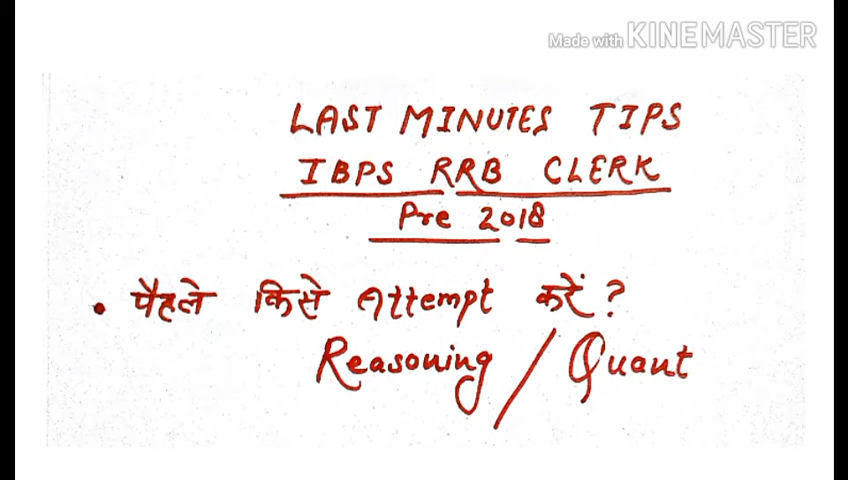 Made with KINEMASTER
LAST MINUTES TIPS
IBPS RRB CLERK
Pre 2018
• पैहले किसे Attempt करें?
Reasoning / Quant